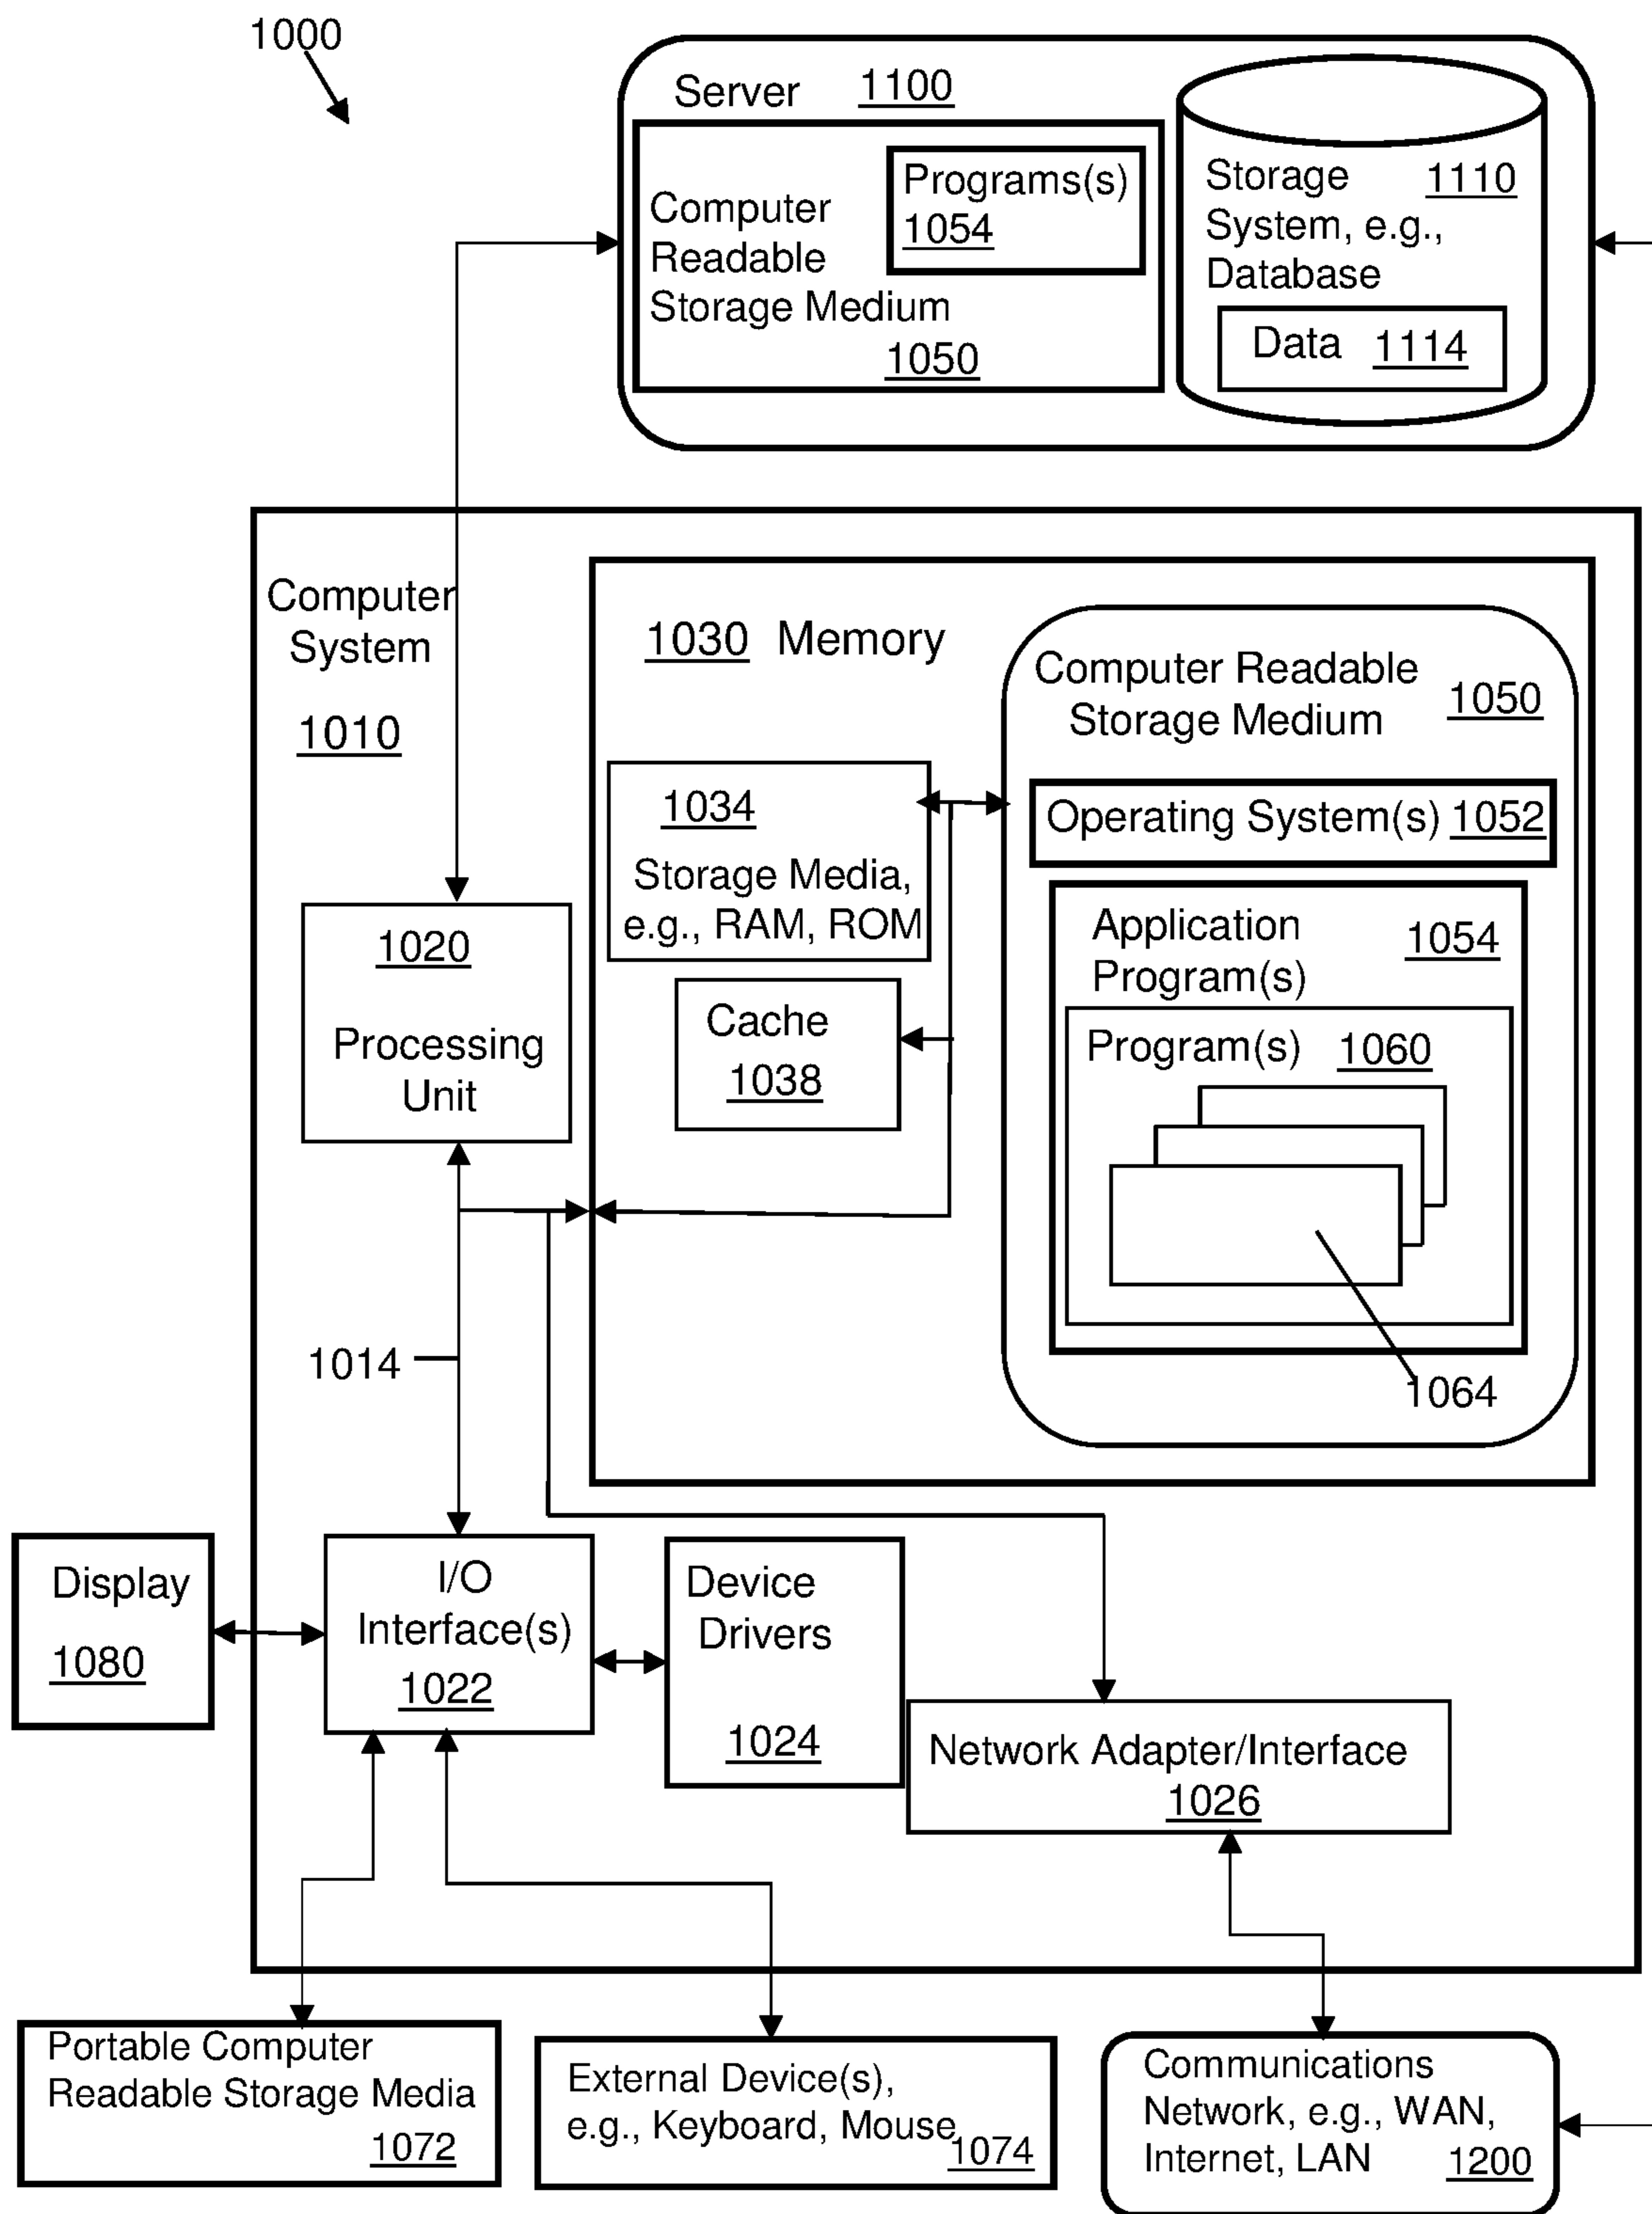 1000
Server 1100
Programs(s)
1054
Computer
Readable
Storage Medium
1050
Storage 1110
System, e.g.,
Database
Data 1114
Computer
System
1010
1030 Memory
Computer Readable
Storage Medium 1050
1034
Storage Media,
e.g., RAM, ROM
Operating System(s) 1052
Cache
1038
Application
Program(s) 1054
Program(s) 1060
1064
1020
Processing
Unit
1014
Display
1080
I/O
Interface(s)
1022
Device
Drivers
1024
Network Adapter/Interface
1026
Portable Computer
Readable Storage Media
1072
External Device(s),
e.g., Keyboard, Mouse
1074
Communications
Network, e.g., WAN,
Internet, LAN 1200